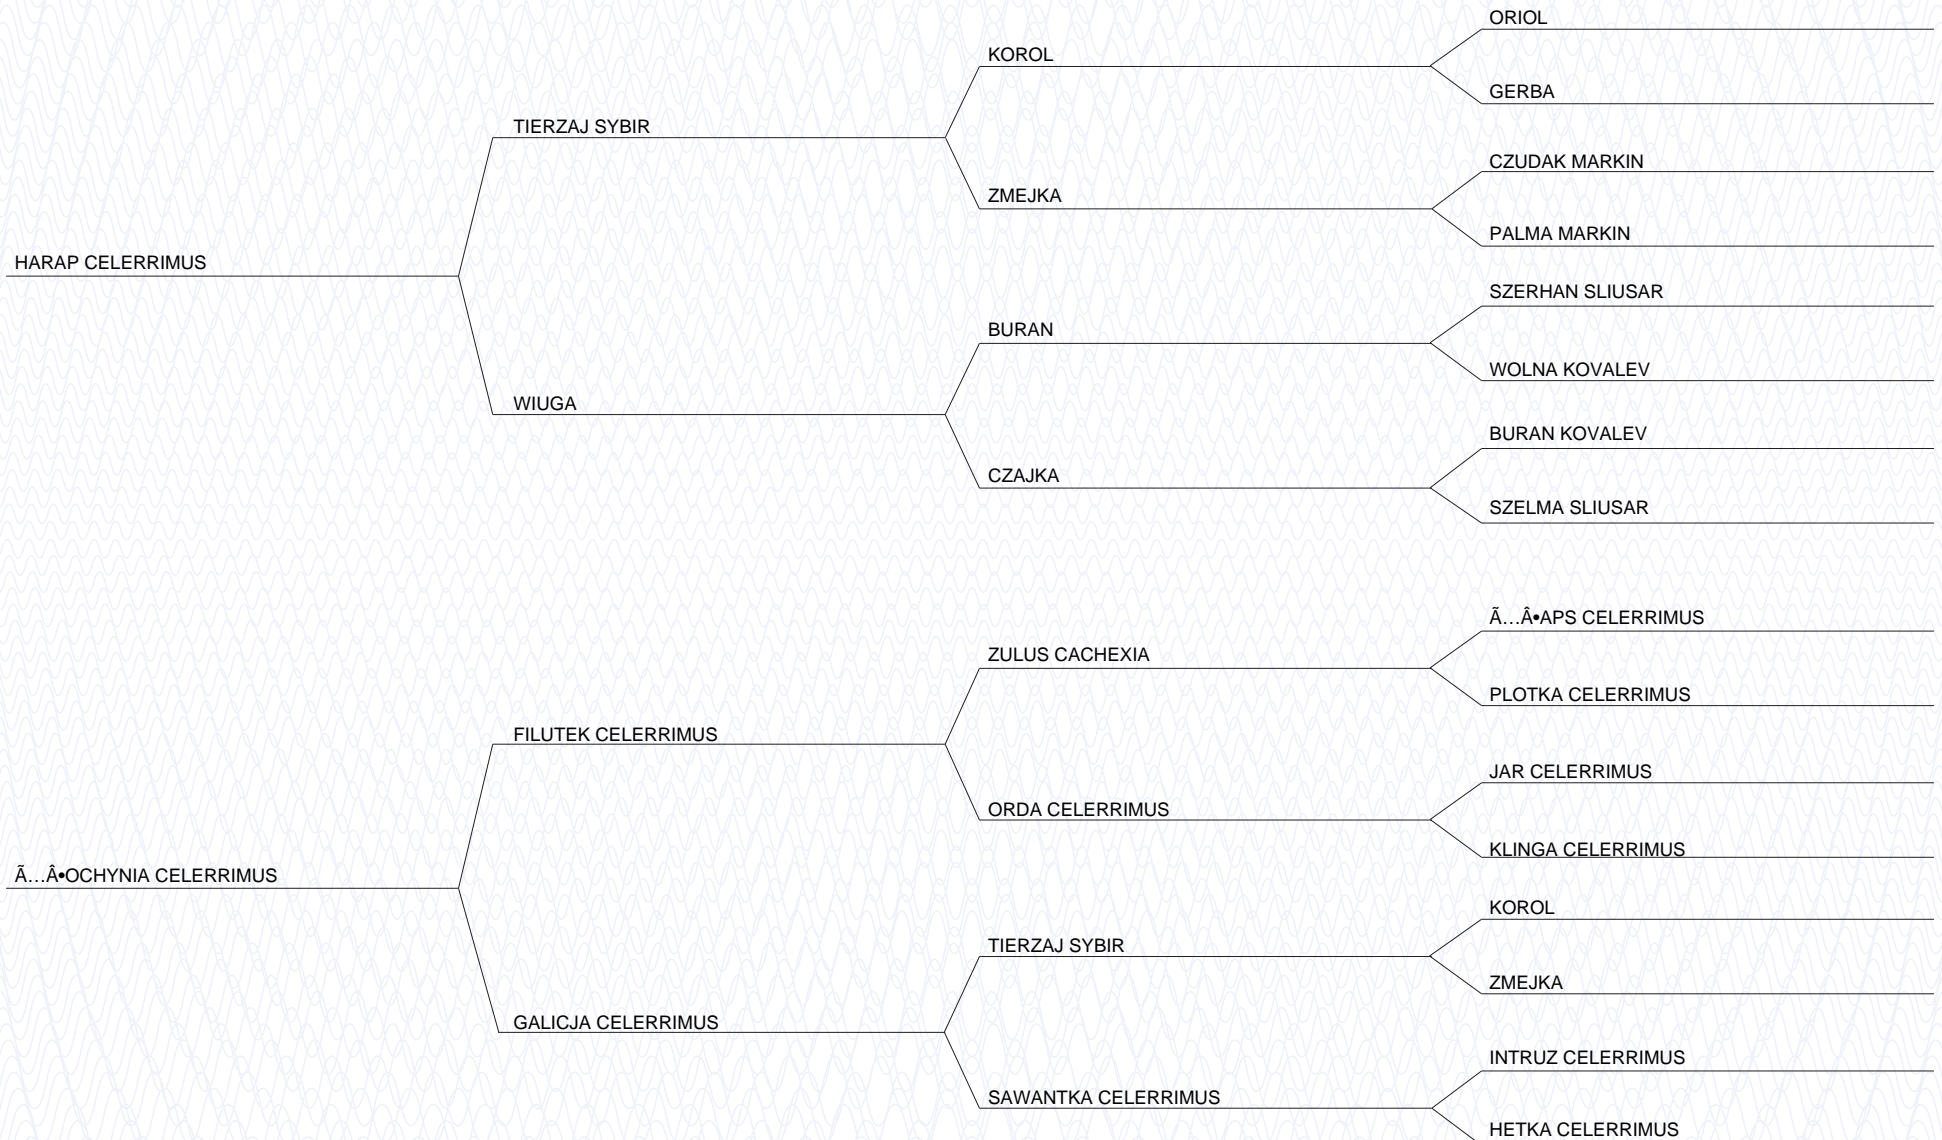 ORIOL
KOROL
GERBA
TIERZAJ SYBIR
CZUDAK MARKIN
ZMEJKA
PALMA MARKIN
HARAP CELERRIMUS
SZERHAN SLIUSAR
BURAN
WOLNA KOVALEV
WIUGA
BURAN KOVALEV
CZAJKA
SZELMA SLIUSAR
Ã…Â•APS CELERRIMUS
ZULUS CACHEXIA
PLOTKA CELERRIMUS
FILUTEK CELERRIMUS
JAR CELERRIMUS
ORDA CELERRIMUS
KLINGA CELERRIMUS
Ã…Â•OCHYNIA CELERRIMUS
KOROL
TIERZAJ SYBIR
ZMEJKA
GALICJA CELERRIMUS
INTRUZ CELERRIMUS
SAWANTKA CELERRIMUS
HETKA CELERRIMUS